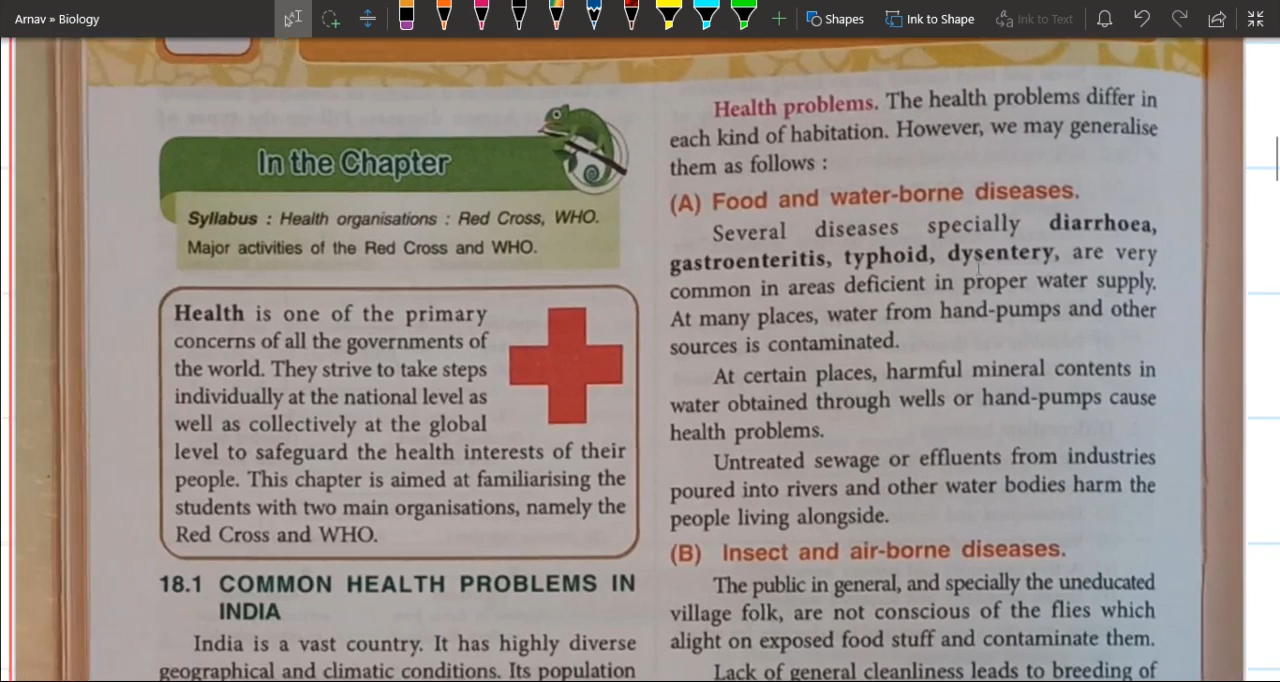 Arnav » Biology
Shapes
Ink to Shape
Ink to Text
In the Chapter
Syllabus : Health organisations : Red Cross, WHO.
Major activities of the Red Cross and WHO.
Health is one of the primary
concerns of all the governments of
the world. They strive to take steps
individually at the national level as
well as collectively at the global
level to safeguard the health interests of their
people. This chapter is aimed at familiarising the
students with two main organisations, namely the
Red Cross and WHO.
18.1 COMMON HEALTH PROBLEMS IN
INDIA
India is a vast country. It has highly diverse
geographical and climatic conditions. Its population
Health problems. The health problems differ in
each kind of habitation. However, we may generalise
them as follows :
(A) Food and water-borne diseases.
Several diseases specially diarrhoea,
gastroenteritis, typhoid, dysentery, are very
common in areas deficient in proper water supply.
At many places, water from hand-pumps and other
sources is contaminated.
At certain places, harmful mineral contents in
water obtained through wells or hand-pumps cause
health problems.
Untreated sewage or effluents from industries
poured into rivers and other water bodies harm the
people living alongside.
(B) Insect and air-borne diseases.
The public in general, and specially the uneducated
village folk, are not conscious of the flies which
alight on exposed food stuff and contaminate them.
Lack of general cleanliness leads to breeding of